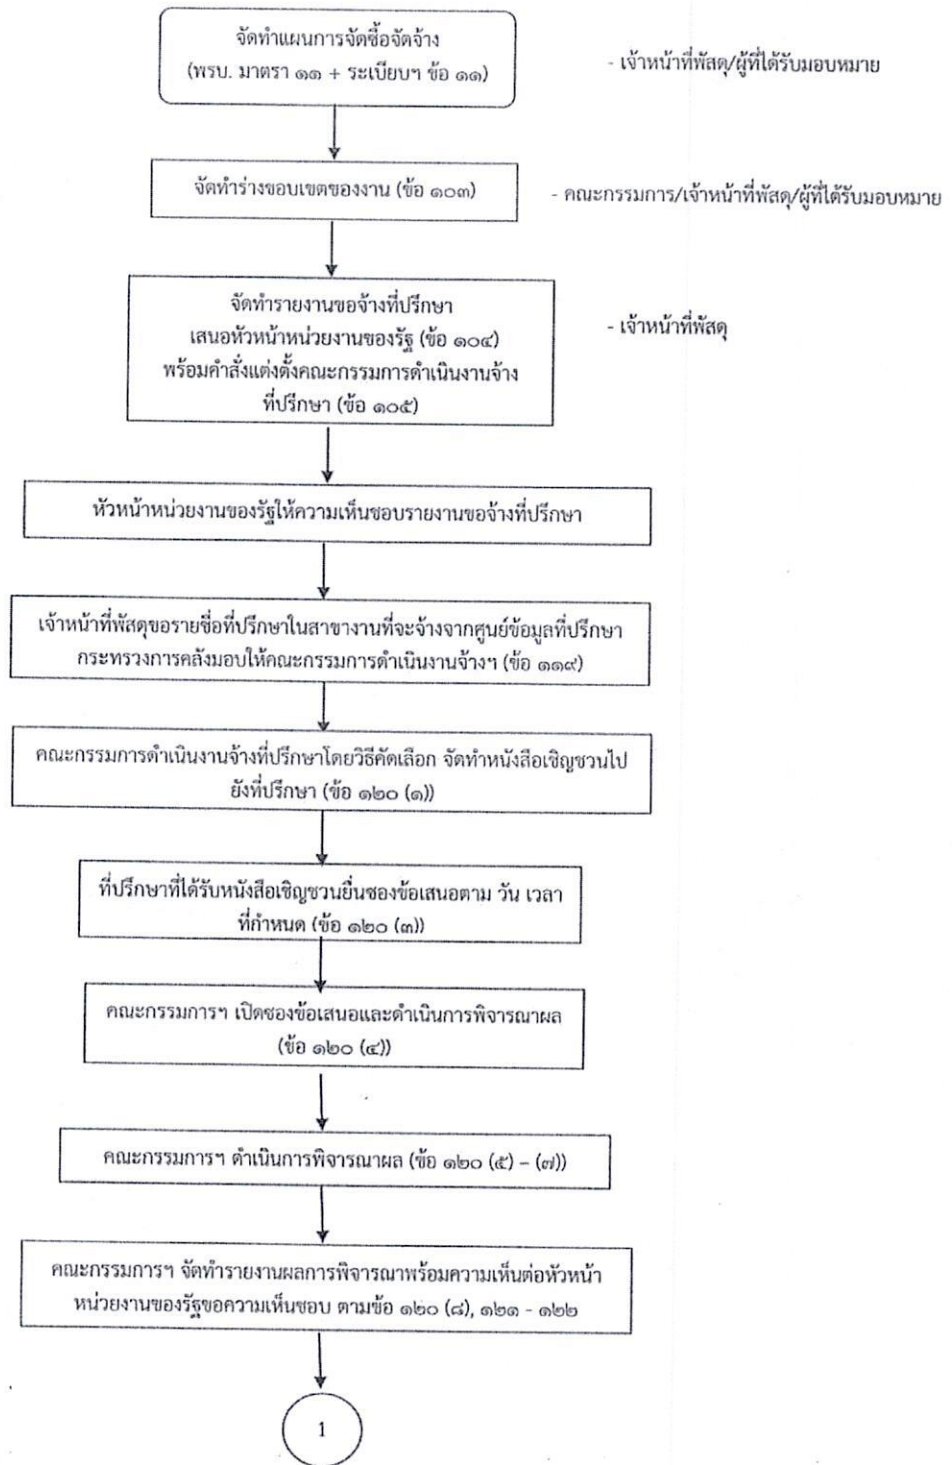 จัดทำแผนการจัดซื้อจัดจ้าง
(พรบ. มาตรา ๑๑ + ระเบียบฯ ข้อ ๑๑)
- เจ้าหน้าที่พัสดุ/ผู้ที่ได้รับมอบหมาย
จัดทำร่างขอบเขตของงาน (ข้อ ๑๐๓)
- คณะกรรมการ/เจ้าหน้าที่พัสดุ/ผู้ที่ได้รับมอบหมาย
จัดทำรายงานขอจ้างที่ปรึกษา
เสนอหัวหน้าหน่วยงานของรัฐ (ข้อ ๑๐๔)
พร้อมคำสั่งแต่งตั้งคณะกรรมการดำเนินงานจ้าง
ที่ปรึกษา (ข้อ ๑๐๕)
- เจ้าหน้าที่พัสดุ
หัวหน้าหน่วยงานของรัฐให้ความเห็นชอบรายงานขอจ้างที่ปรึกษา
เจ้าหน้าที่พัสดุขอรายชื่อที่ปรึกษาในสาขางานที่จะจ้างจากศูนย์ข้อมูลที่ปรึกษา
กระทรวงการคลังมอบให้คณะกรรมการดำเนินงานจ้างฯ (ข้อ ๑๑๙)
คณะกรรมการดำเนินงานจ้างที่ปรึกษาโดยวิธีคัดเลือก จัดทำหนังสือเชิญชวนไป
ยังที่ปรึกษา (ข้อ ๑๒๐ (๑))
ที่ปรึกษาที่ได้รับหนังสือเชิญชวนยื่นซองข้อเสนอตาม วัน เวลา
ที่กำหนด (ข้อ ๑๒๐ (๓))
คณะกรรมการฯ เปิดซองข้อเสนอและดำเนินการพิจารณาผล
(ข้อ ๑๒๐ (๔))
คณะกรรมการฯ ดำเนินการพิจารณาผล (ข้อ ๑๒๐ (๕) – (๗))
คณะกรรมการฯ จัดทำรายงานผลการพิจารณาพร้อมความเห็นต่อหัวหน้า
หน่วยงานของรัฐขอความเห็นชอบ ตามข้อ ๑๒๐ (๘), ๑๒๑ - ๑๒๒
1